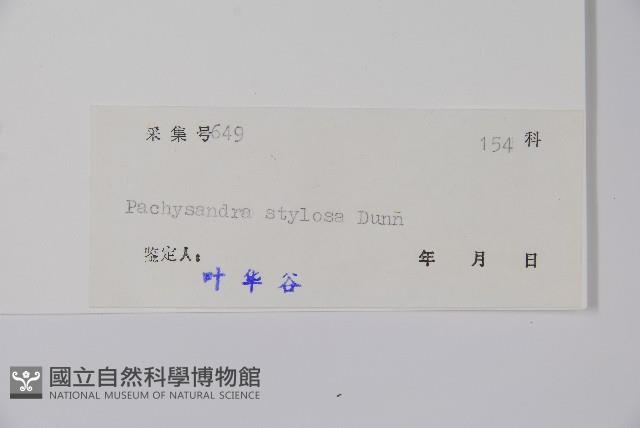 采集号649
154 科
Pachysandra stylosa Dunn
鉴定人:
叶华谷
年 月 日
國立自然科學博物館
NATIONAL MUSEUM OF NATURAL SCIENCE